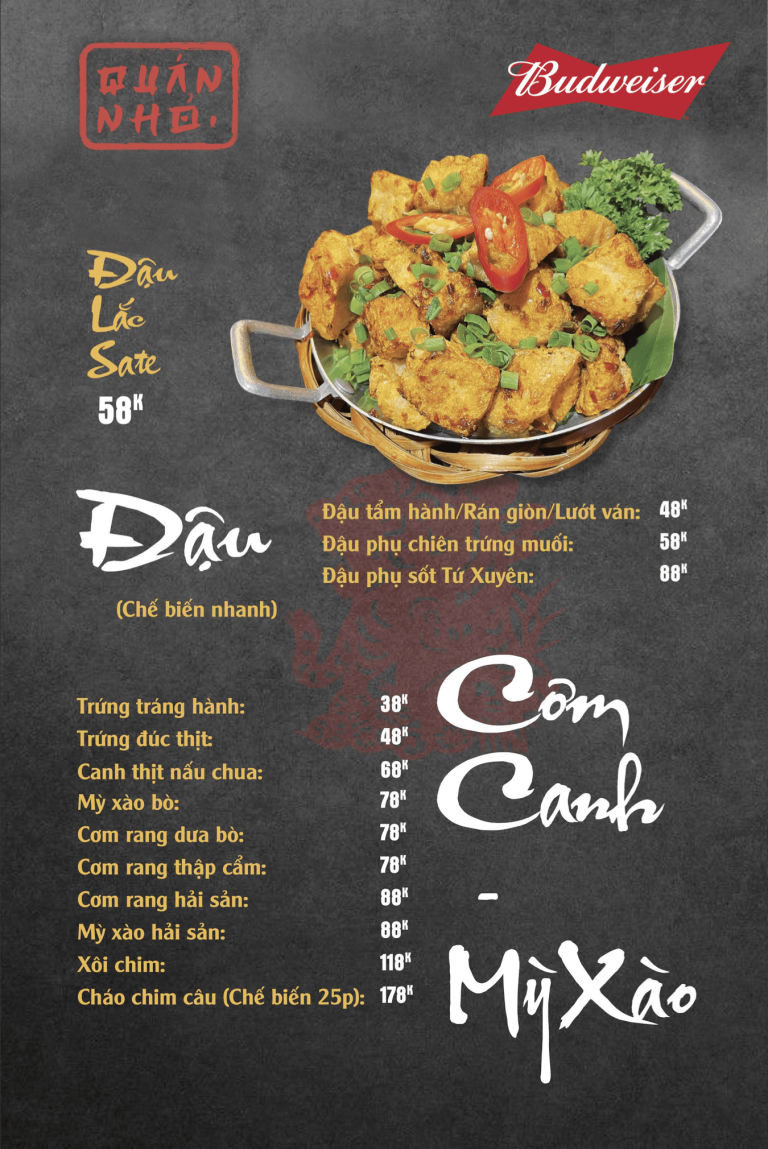 QUÁN
NHỚ,
Budweiser
Đậu
Lắc
Sate
58K
Đậu
(Chế biến nhanh)
Đậu tẩm hành/Rán giòn/Lướt ván: 48K
Đậu phụ chiên trứng muối: 58K
Đậu phụ sốt Tứ Xuyên: 88K
Cơm
Canh
-
Mỳ Xào
Trứng tráng hành: 38K
Trứng đúc thịt: 48K
Canh thịt nấu chua: 68K
Mỳ xào bò: 78K
Cơm rang dưa bò: 78K
Cơm rang thập cẩm: 78K
Cơm rang hải sản: 88K
Mỳ xào hải sản: 88K
Xôi chim: 118K
Cháo chim câu (Chế biến 25p): 178K